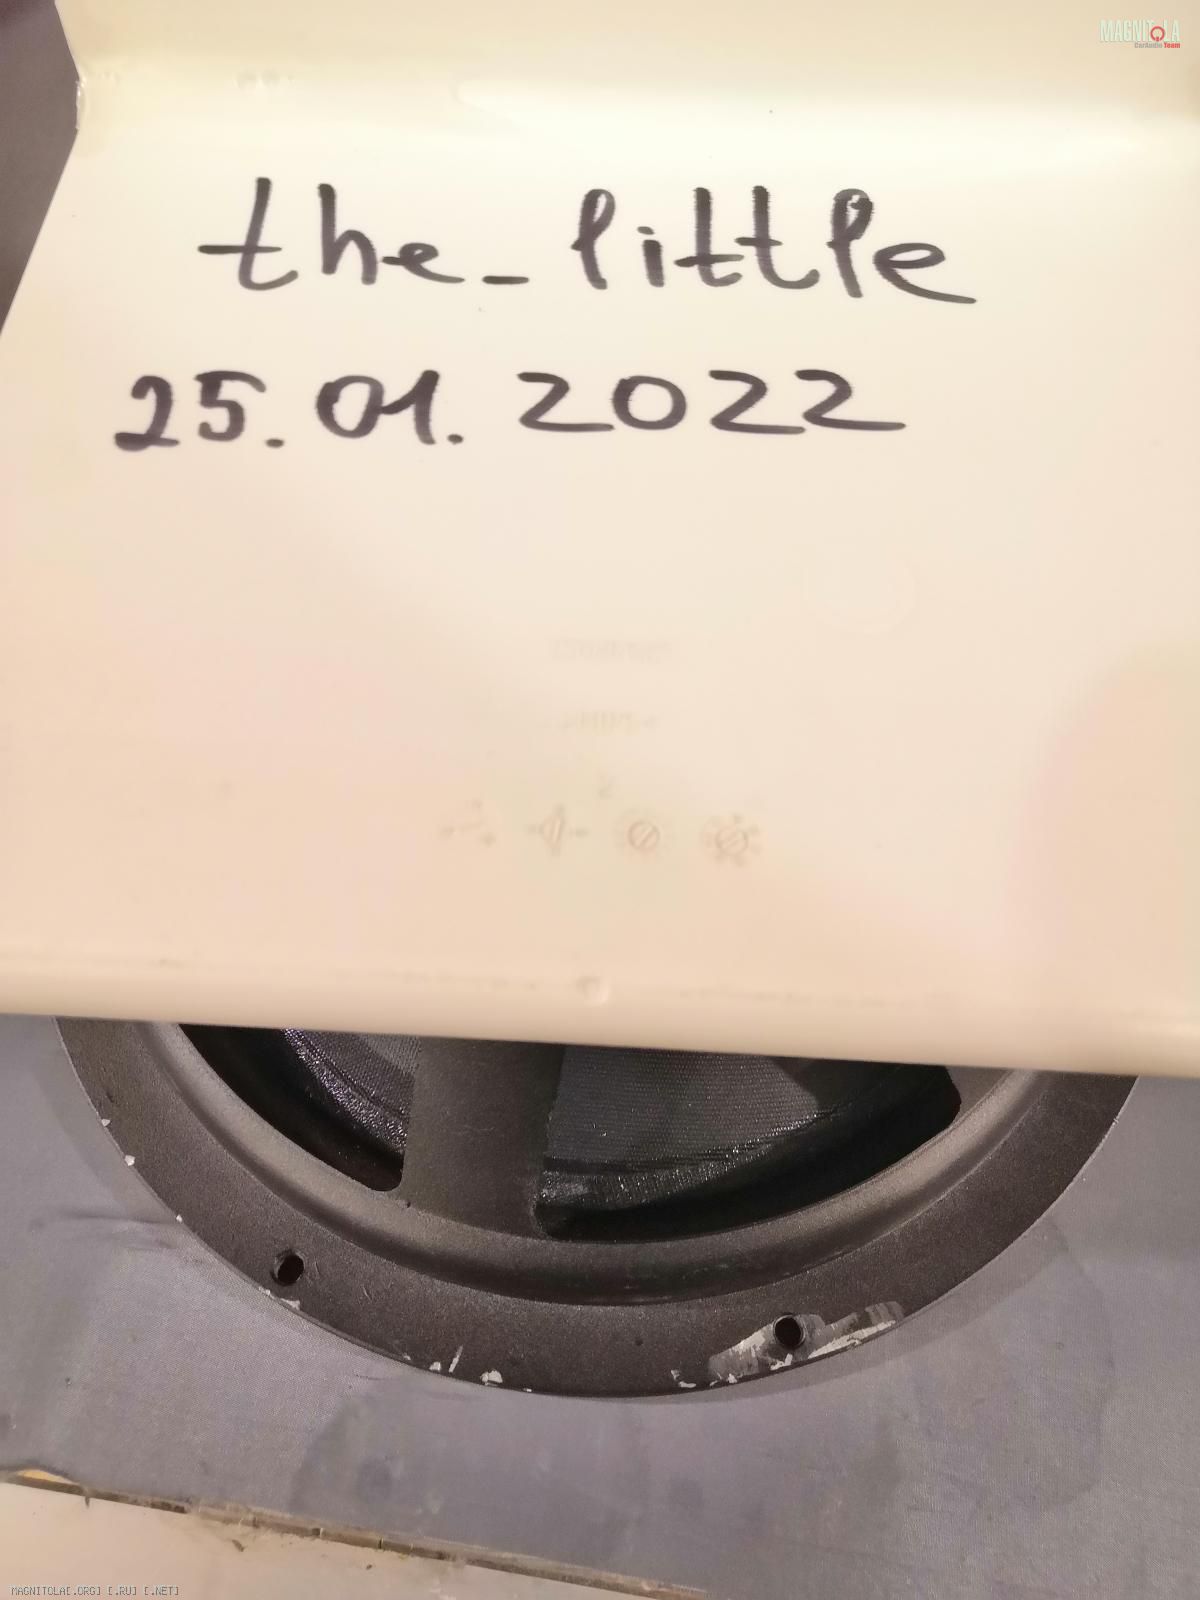 MAGNITOLA
CarAudio Team
the_little
25.01.2022
MAGNITOLA[.ORG] [.RU] [.NET]